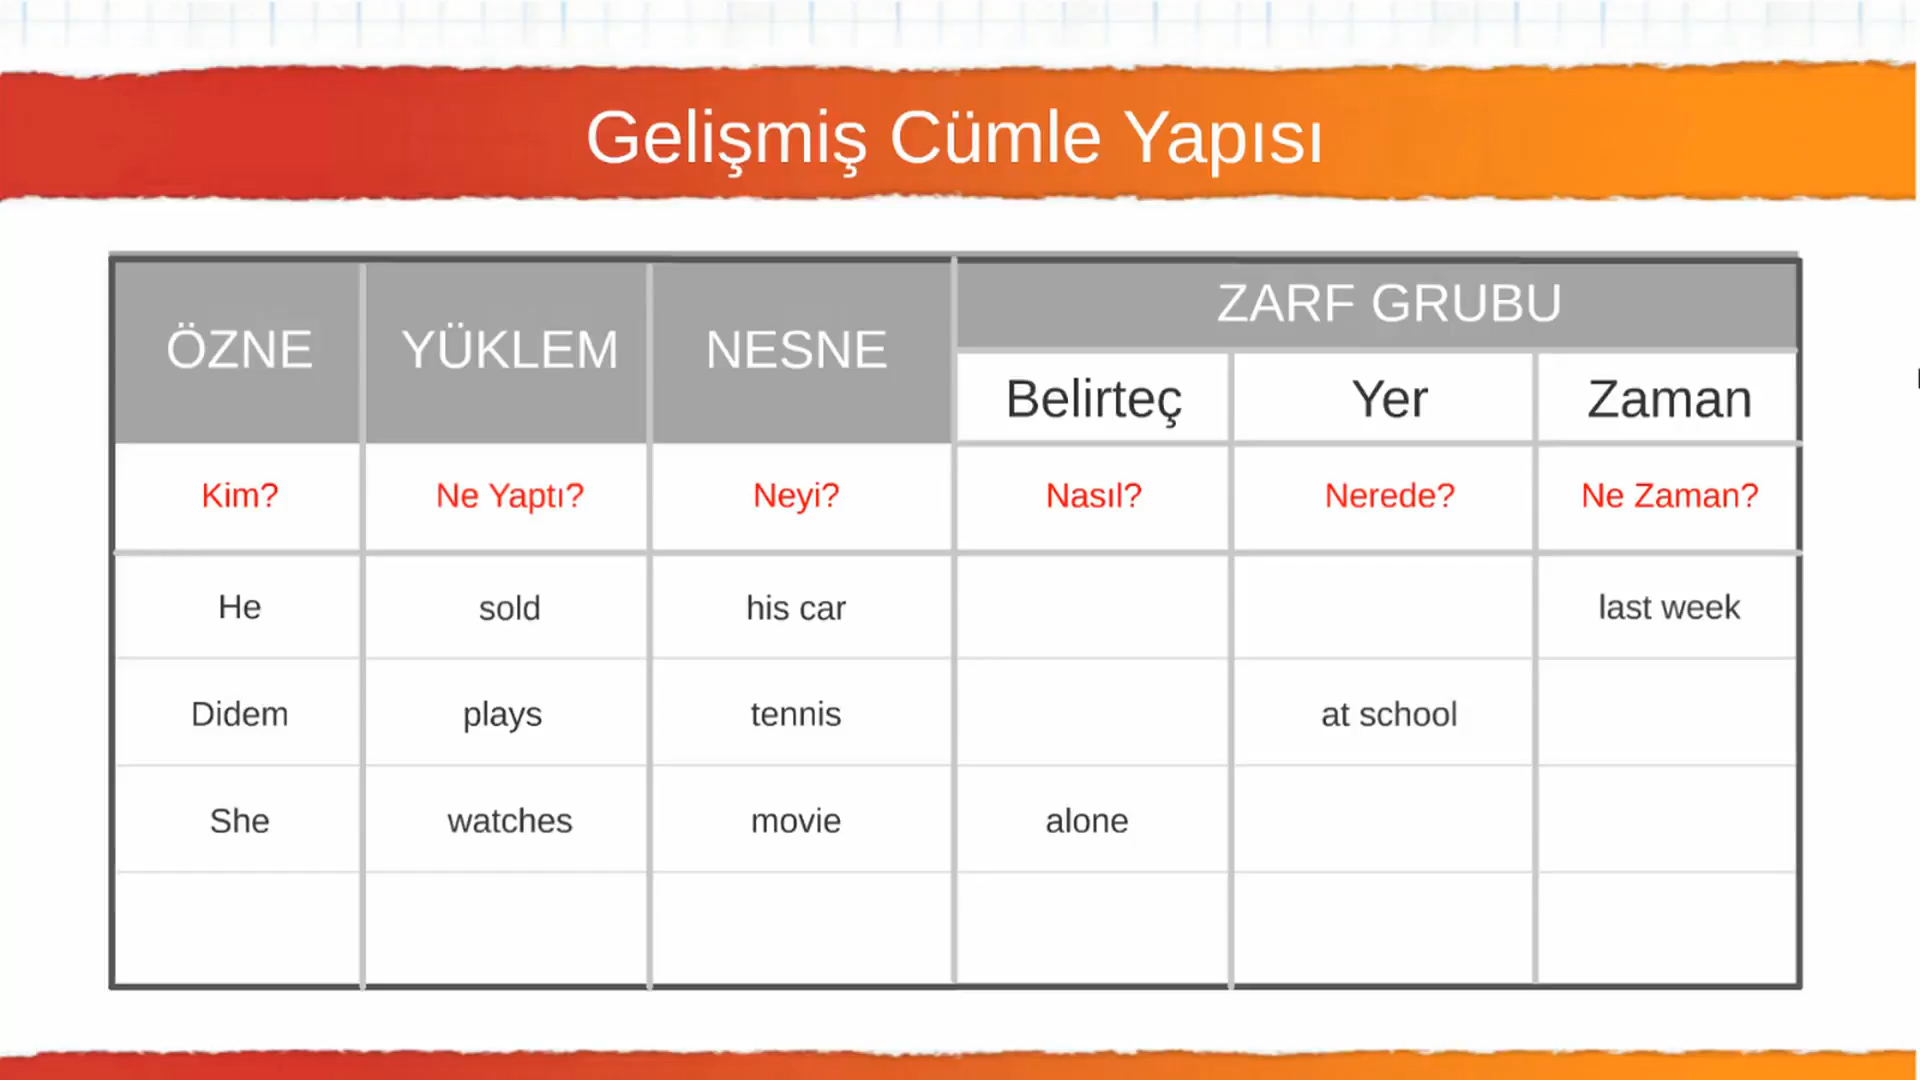 Gelişmiş Cümle Yapısı
ÖZNE YÜKLEM NESNE ZARF GRUBU
Belirteç Yer Zaman
Kim? Ne Yaptı? Neyi? Nasıl? Nerede? Ne Zaman?
He sold his car last week
Didem plays tennis at school
She watches movie alone